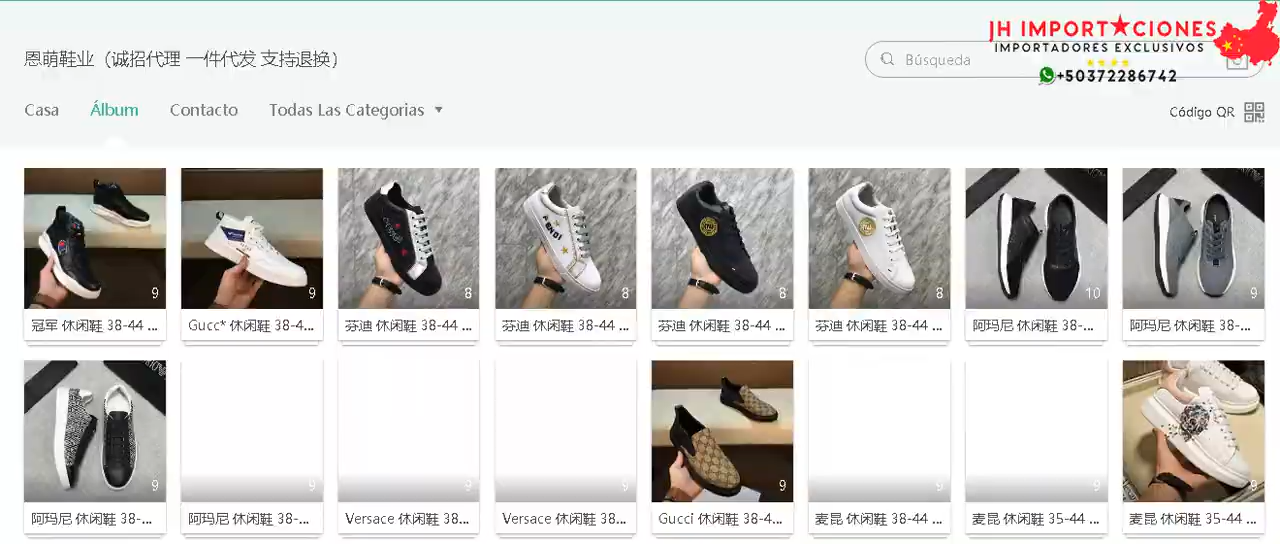 JH IMPORT★CIONES
IMPORTADORES EXCLUSIVOS
+50372286742
恩萌鞋业（诚招代理 一件代发 支持退换）
Búsqueda
Casa
Álbum
Contacto
Todas Las Categorias
Código QR
9
9
8
8
8
8
10
9
冠军 休闲鞋 38-44 ...
Gucc* 休闲鞋 38-4...
芬迪 休闲鞋 38-44 ...
芬迪 休闲鞋 38-44 ...
芬迪 休闲鞋 38-44 ...
芬迪 休闲鞋 38-44 ...
阿玛尼 休闲鞋 38-...
阿玛尼 休闲鞋 38-...
9
9
9
9
9
9
9
9
阿玛尼 休闲鞋 38-...
阿玛尼 休闲鞋 38-...
Versace 休闲鞋 38...
Versace 休闲鞋 38...
Gucci 休闲鞋 38-4...
麦昆 休闲鞋 38-44 ...
麦昆 休闲鞋 35-44 ...
麦昆 休闲鞋 35-44 ...